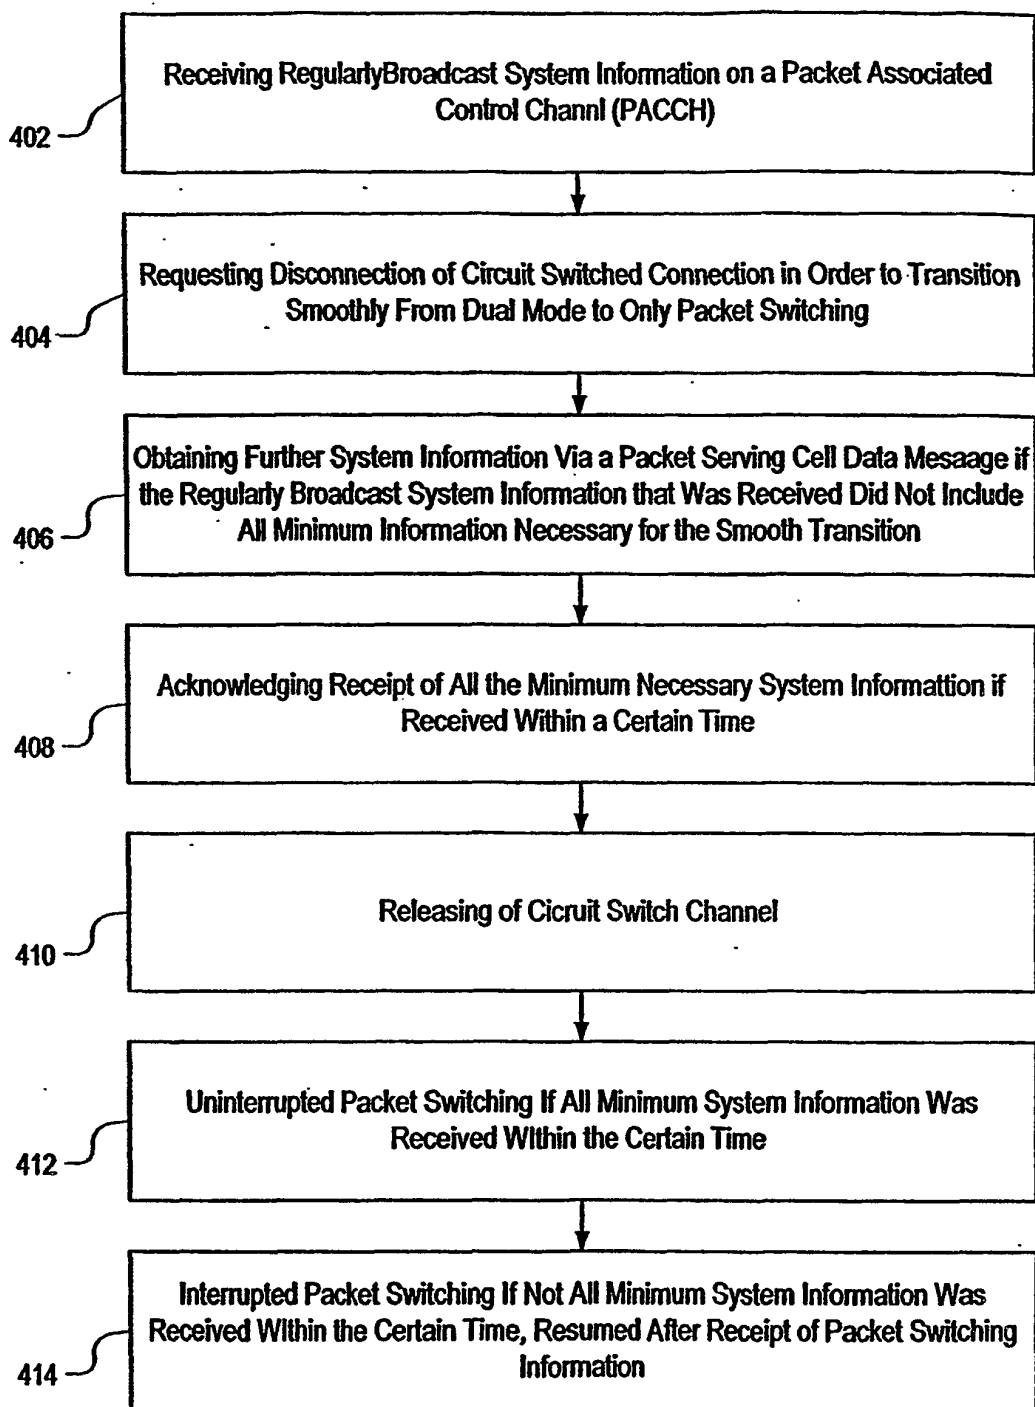 Receiving RegularlyBroadcast System Information on a Packet Associated
Control Channl (PACCH)
402
Requesting Disconnection of Circuit Switched Connection in Order to Transition
Smoothly From Dual Mode to Only Packet Switching
404
Obtaining Further System Information Via a Packet Serving Cell Data Mesaage if
the Regularly Broadcast System Information that Was Received Did Not Include
All Minimum Information Necessary for the Smooth Transition
406
Acknowledging Receipt of All the Minimum Necessary System Informattion if
Received Within a Certain Time
408
Releasing of Cicruit Switch Channel
410
Uninterrupted Packet Switching If All Minimum System Information Was
Received WIthin the Certain Time
412
Interrupted Packet Switching If Not All Minimum System Information Was
Received WIthin the Certain Time, Resumed After Receipt of Packet Switching
Information
414